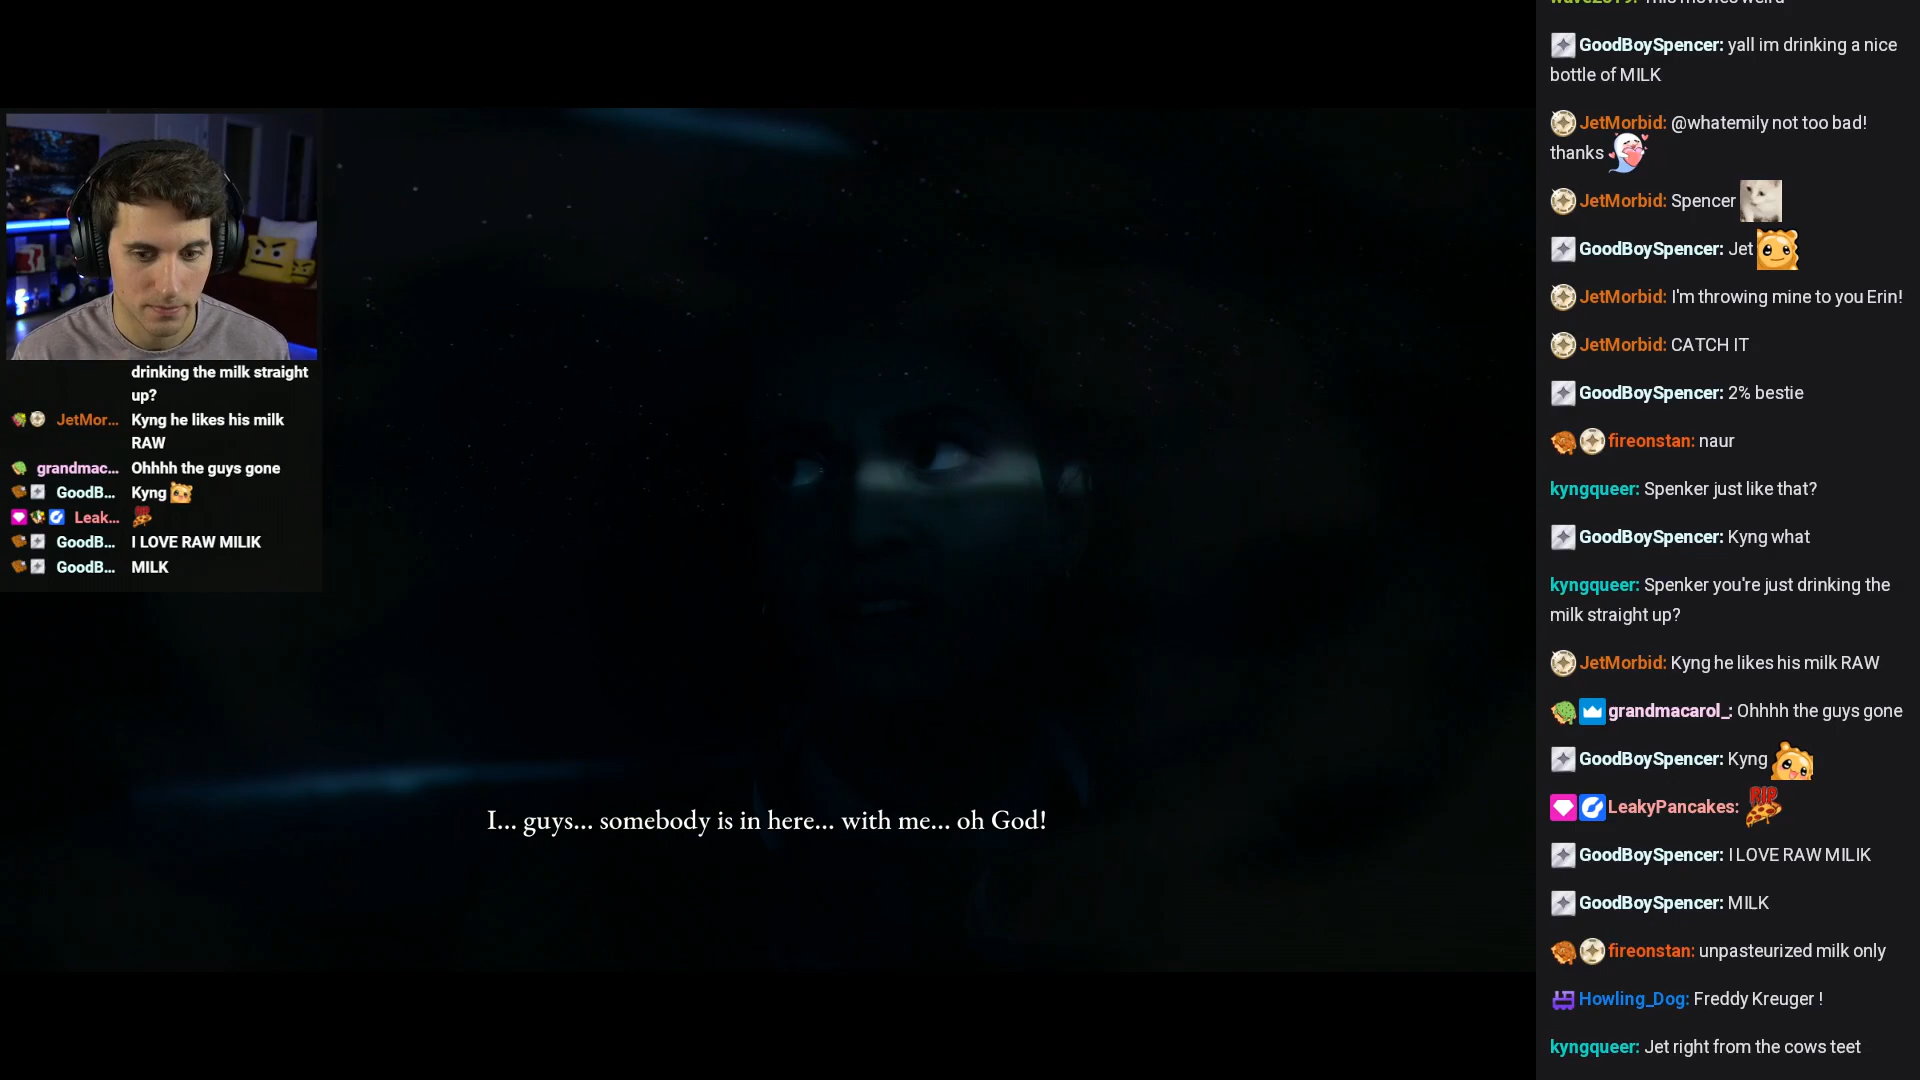 drinking the milk straight
up?
JetMor... Kyng he likes his milk
RAW
grandmac... Ohhhh the guys gone
GoodB... Kyng
Leak...
GoodB... I LOVE RAW MILIK
GoodB... MILK
I... guys... somebody is in here... with me... oh God!
GoodBoySpencer: yall im drinking a nice
bottle of MILK
JetMorbid: @whatemily not too bad!
thanks
JetMorbid: Spencer
GoodBoySpencer: Jet
JetMorbid: I'm throwing mine to you Erin!
JetMorbid: CATCH IT
GoodBoySpencer: 2% bestie
fireonstan: naur
kyngqueer: Spenker just like that?
GoodBoySpencer: Kyng what
kyngqueer: Spenker you're just drinking the
milk straight up?
JetMorbid: Kyng he likes his milk RAW
grandmacarol_: Ohhhh the guys gone
GoodBoySpencer: Kyng
LeakyPancakes: RIP
GoodBoySpencer: I LOVE RAW MILIK
GoodBoySpencer: MILK
fireonstan: unpasteurized milk only
Howling_Dog: Freddy Kreuger !
kyngqueer: Jet right from the cows teet